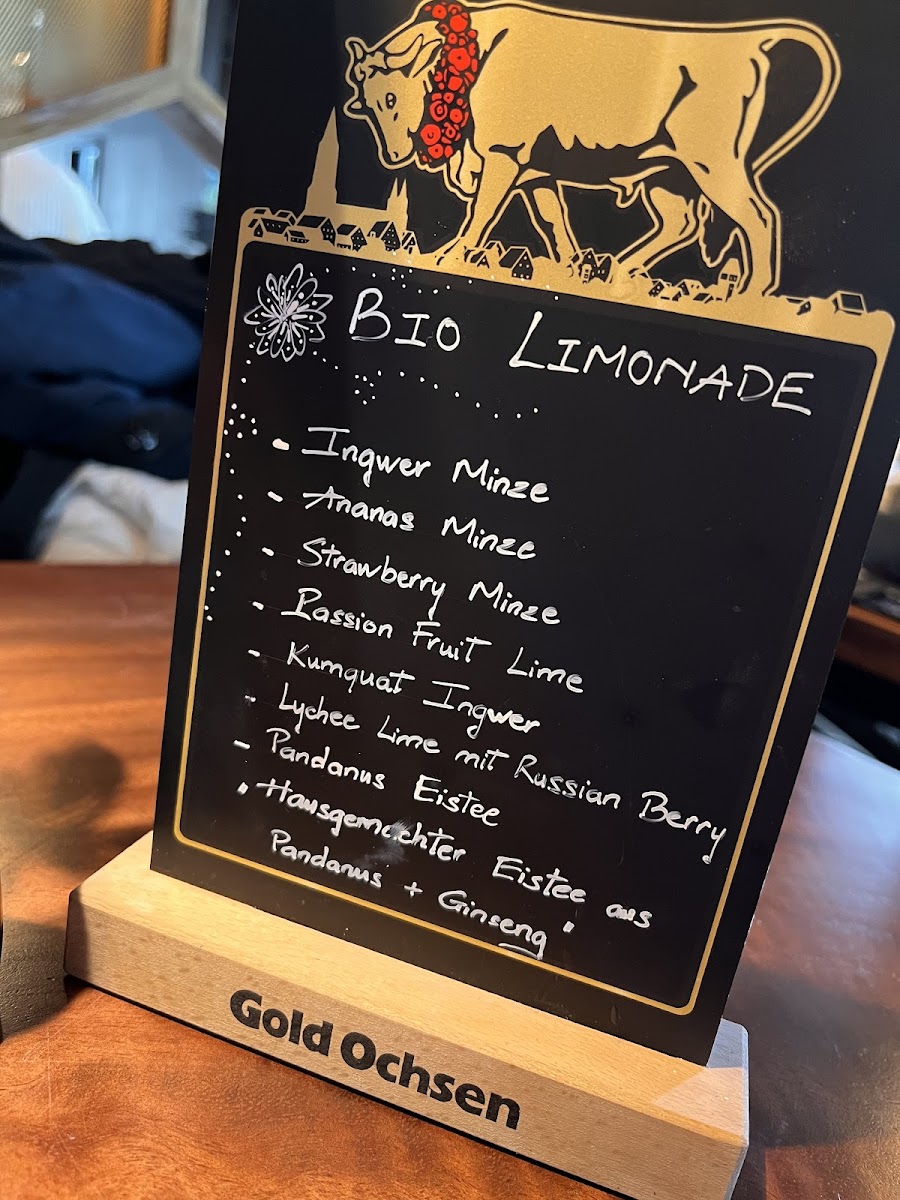 BIO LIMONADE
- Ingwer Minze
- Ananas Minze
- Strawberry Minze
- Passion Fruit Lime
- Kumquat Ingwer
- Lychee Lime mit Russian Berry
- Pandanus Eistee
"Hausgemachter Eistee aus
Pandanus + Ginseng"
Gold Ochsen